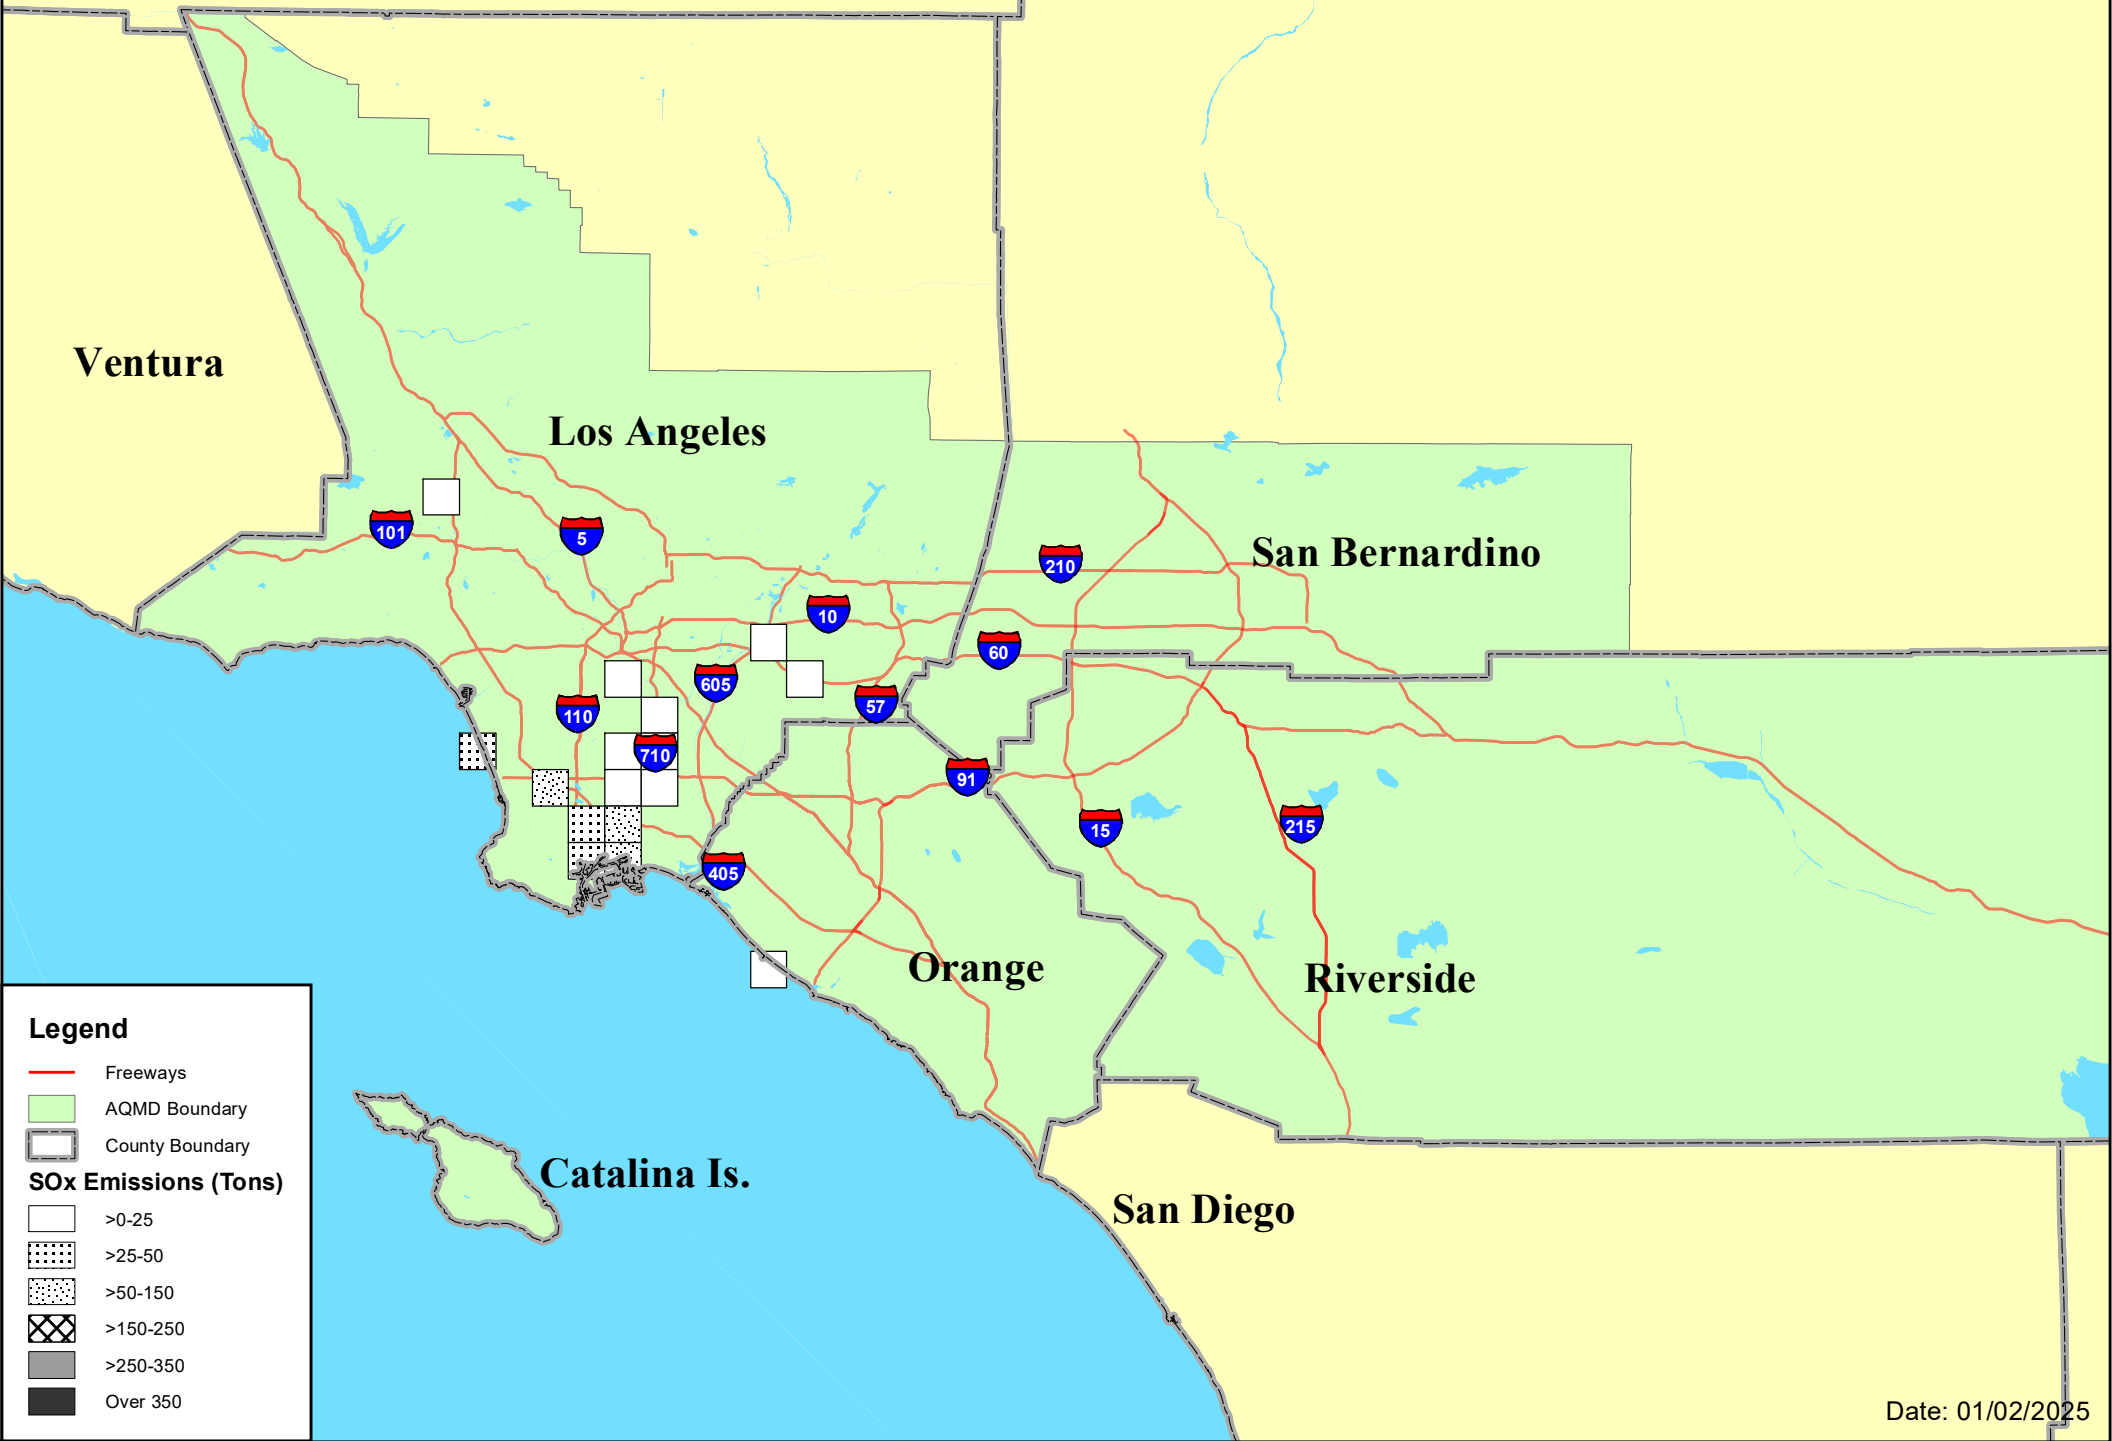 Ventura
Los Angeles
101
5
210
San Bernardino
10
60
605
57
110
710
91
15
215
405
Orange
Riverside
Legend
Freeways
AQMD Boundary
County Boundary
SOx Emissions (Tons)
>0-25
>25-50
>50-150
>150-250
>250-350
Over 350
Catalina Is.
San Diego
Date: 01/02/2025